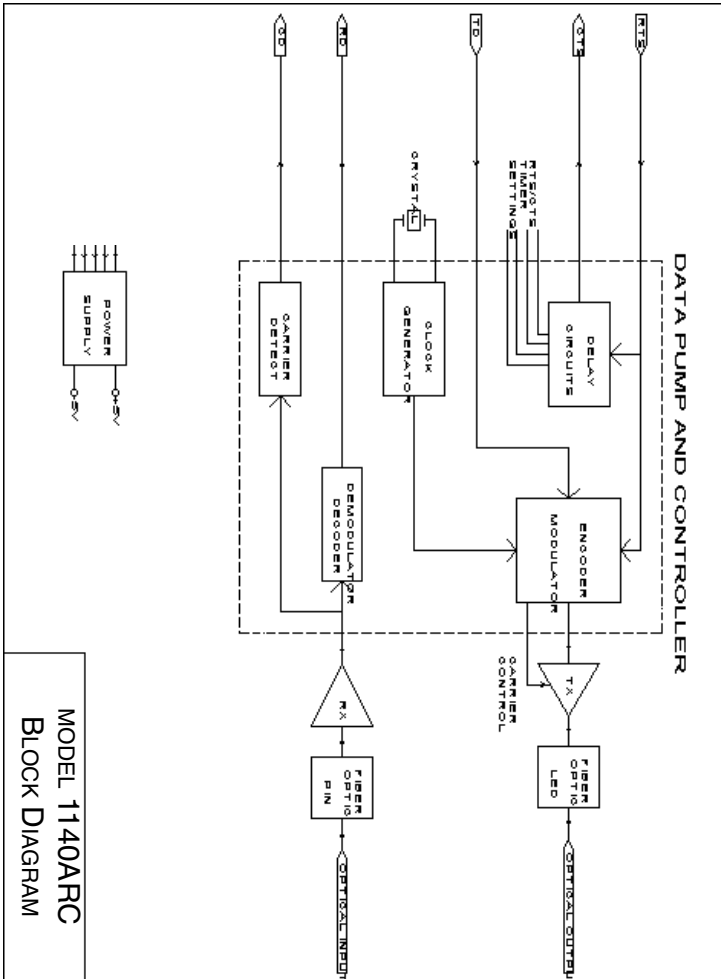 DATA PUMP AND CONTROLLER
RTS
CTS
DELAY
CIRCUITS
RTS/CTS
TIMER
SETTINGS
ENCODER
MODULATOR
TX
CARRIER
CONTROL
FIBER
OPTIC
LED
OPTICAL OUTPU
TD
CRYSTAL
CLOCK
GENERATOR
RD
DEMODULATOR
DECODER
RX
FIBER
OPTIC
PIN
OPTICAL INPUT
CD
CARRIER
DETECT
POWER
SUPPLY
+5V
-5V
MODEL 1140ARC
BLOCK DIAGRAM